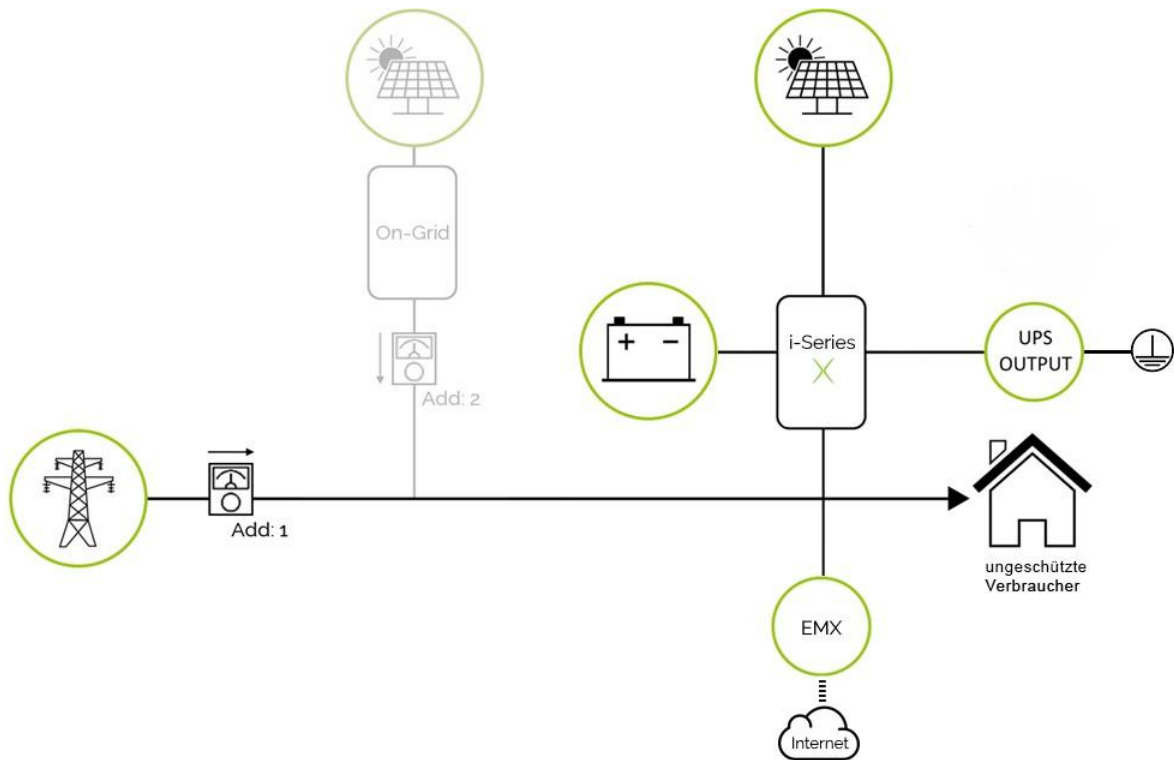 On-Grid
Add: 2
i-Series
X
+ −
UPS
OUTPUT
Add: 1
ungeschützte
Verbraucher
EMX
Internet